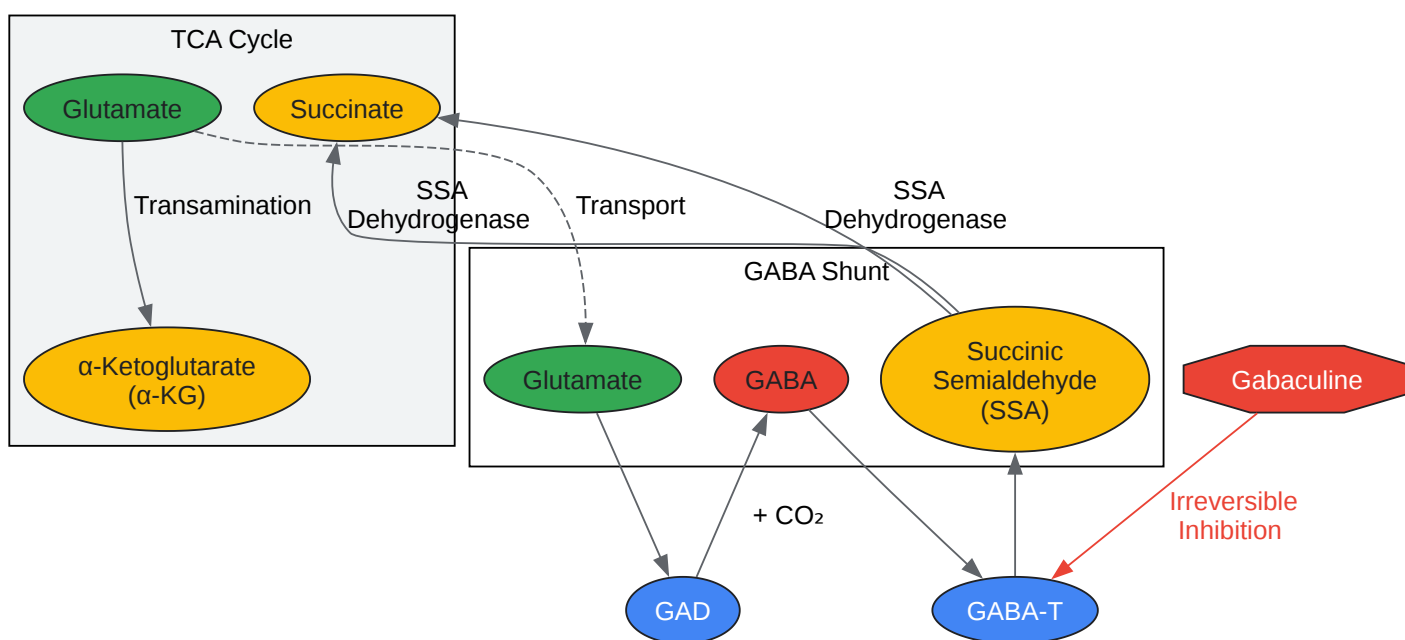 TCA Cycle
Glutamate
Succinate
Transamination
SSA
Dehydrogenase
Transport
SSA
Dehydrogenase
GABA Shunt
α-Ketoglutarate
(α-KG)
Glutamate
GABA
Succinic
Semialdehyde
(SSA)
Gabaculine
+ CO₂
Irreversible
Inhibition
GAD
GABA-T